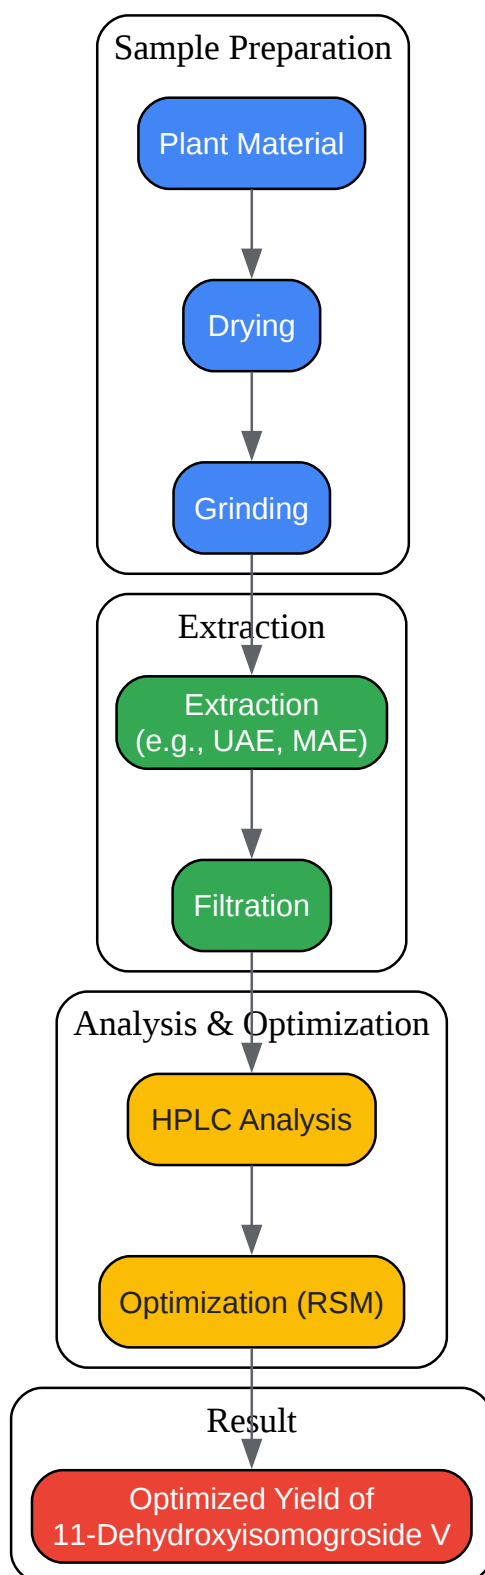 Sample Preparation
Plant Material
Drying
Grinding
Extraction
Extraction
(e.g., UAE, MAE)
Filtration
Analysis & Optimization
HPLC Analysis
Optimization (RSM)
Result
Optimized Yield of
11-Dehydroxyisomogroside V